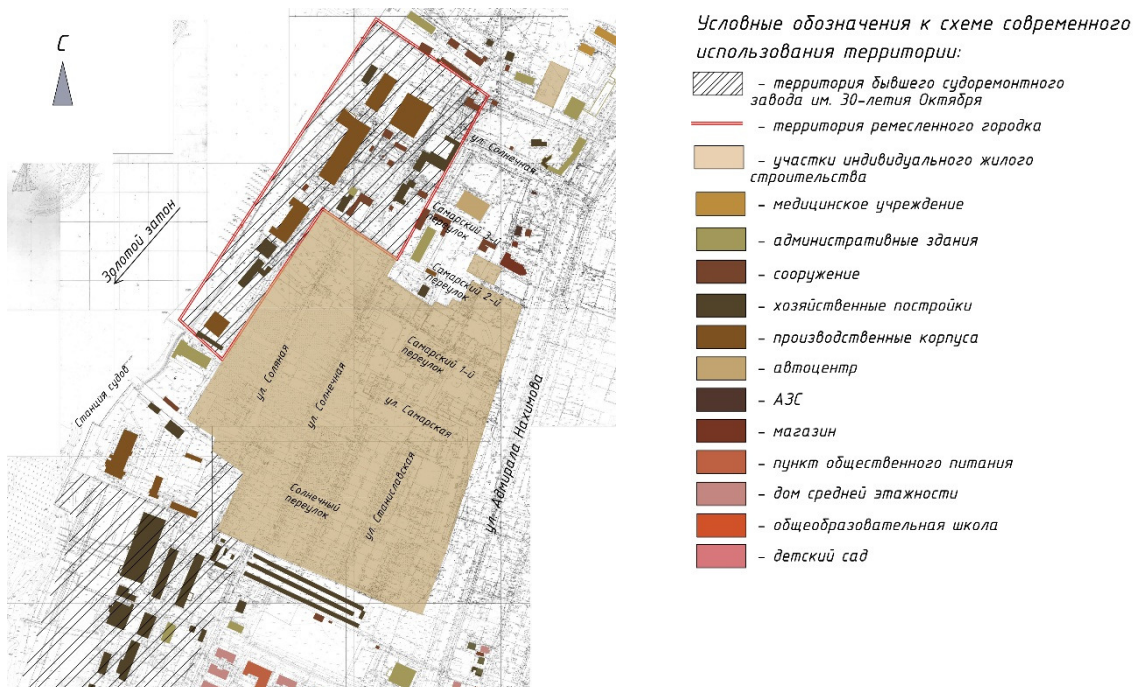 С
ул. Солнечная
Золотой затон
Самарский 3-й
переулок
Самарский 2-й
переулок
Самарский 1-й
переулок
ул. Соляная
ул. Солнечная
ул. Самарская
Станция судов
Солнечный
переулок
ул. Станиславская
ул. Адмирала Нахимова
Условные обозначения к схеме современного
использования территории:
– территория бывшего судоремонтного
завода им. 30-летия Октября
– территория ремесленного городка
– участки индивидуального жилого
строительства
– медицинское учреждение
– административные здания
– сооружение
– хозяйственные постройки
– производственные корпуса
– автоцентр
– АЗС
– магазин
– пункт общественного питания
– дом средней этажности
– общеобразовательная школа
– детский сад